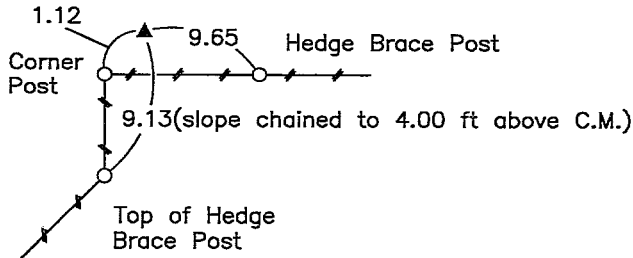 1.12
9.65
Hedge Brace Post
Corner
Post
9.13(slope chained to 4.00 ft above C.M.)
Top of Hedge
Brace Post